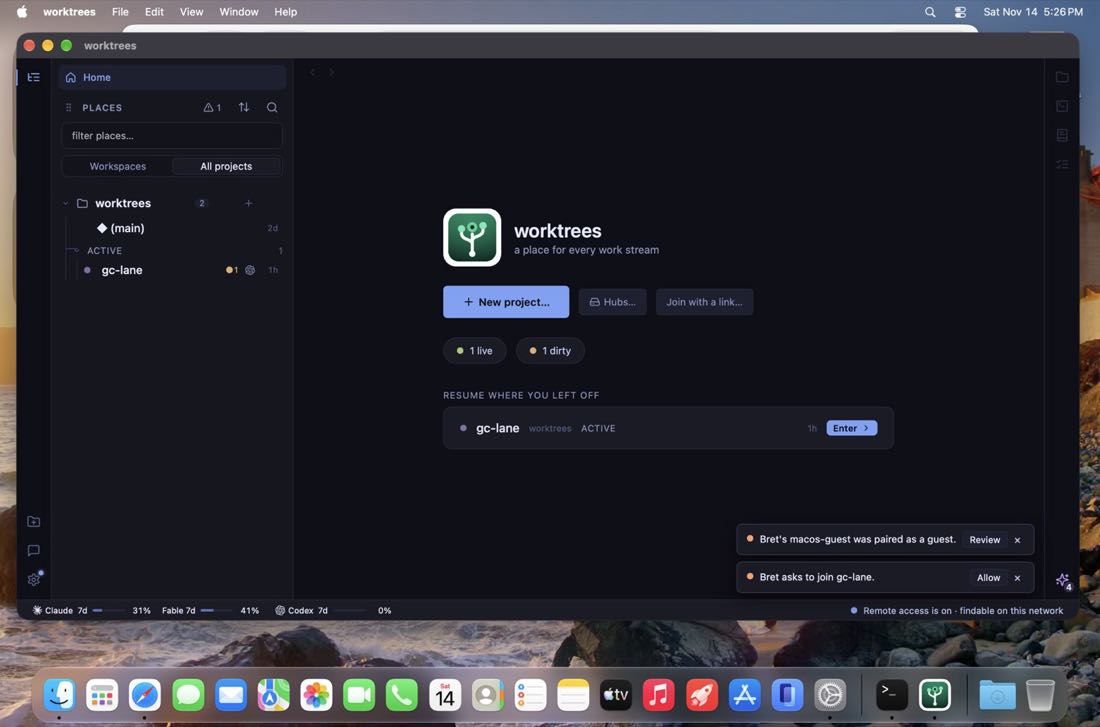 worktrees File Edit View Window Help
Sat Nov 14 5:26 PM
worktrees
Home
PLACES
1
filter places...
Workspaces
All projects
worktrees 2
(main) 2d
ACTIVE 1
gc-lane 1 1h
worktrees
a place for every work stream
+ New project...
Hubs...
Join with a link...
1 live
1 dirty
RESUME WHERE YOU LEFT OFF
gc-lane worktrees ACTIVE 1h Enter
Bret's macos-guest was paired as a guest. Review
Bret asks to join gc-lane. Allow
4
Claude 7d 31% Fable 7d 41% Codex 7d 0%
Remote access is on · findable on this network
Sat
14
tv